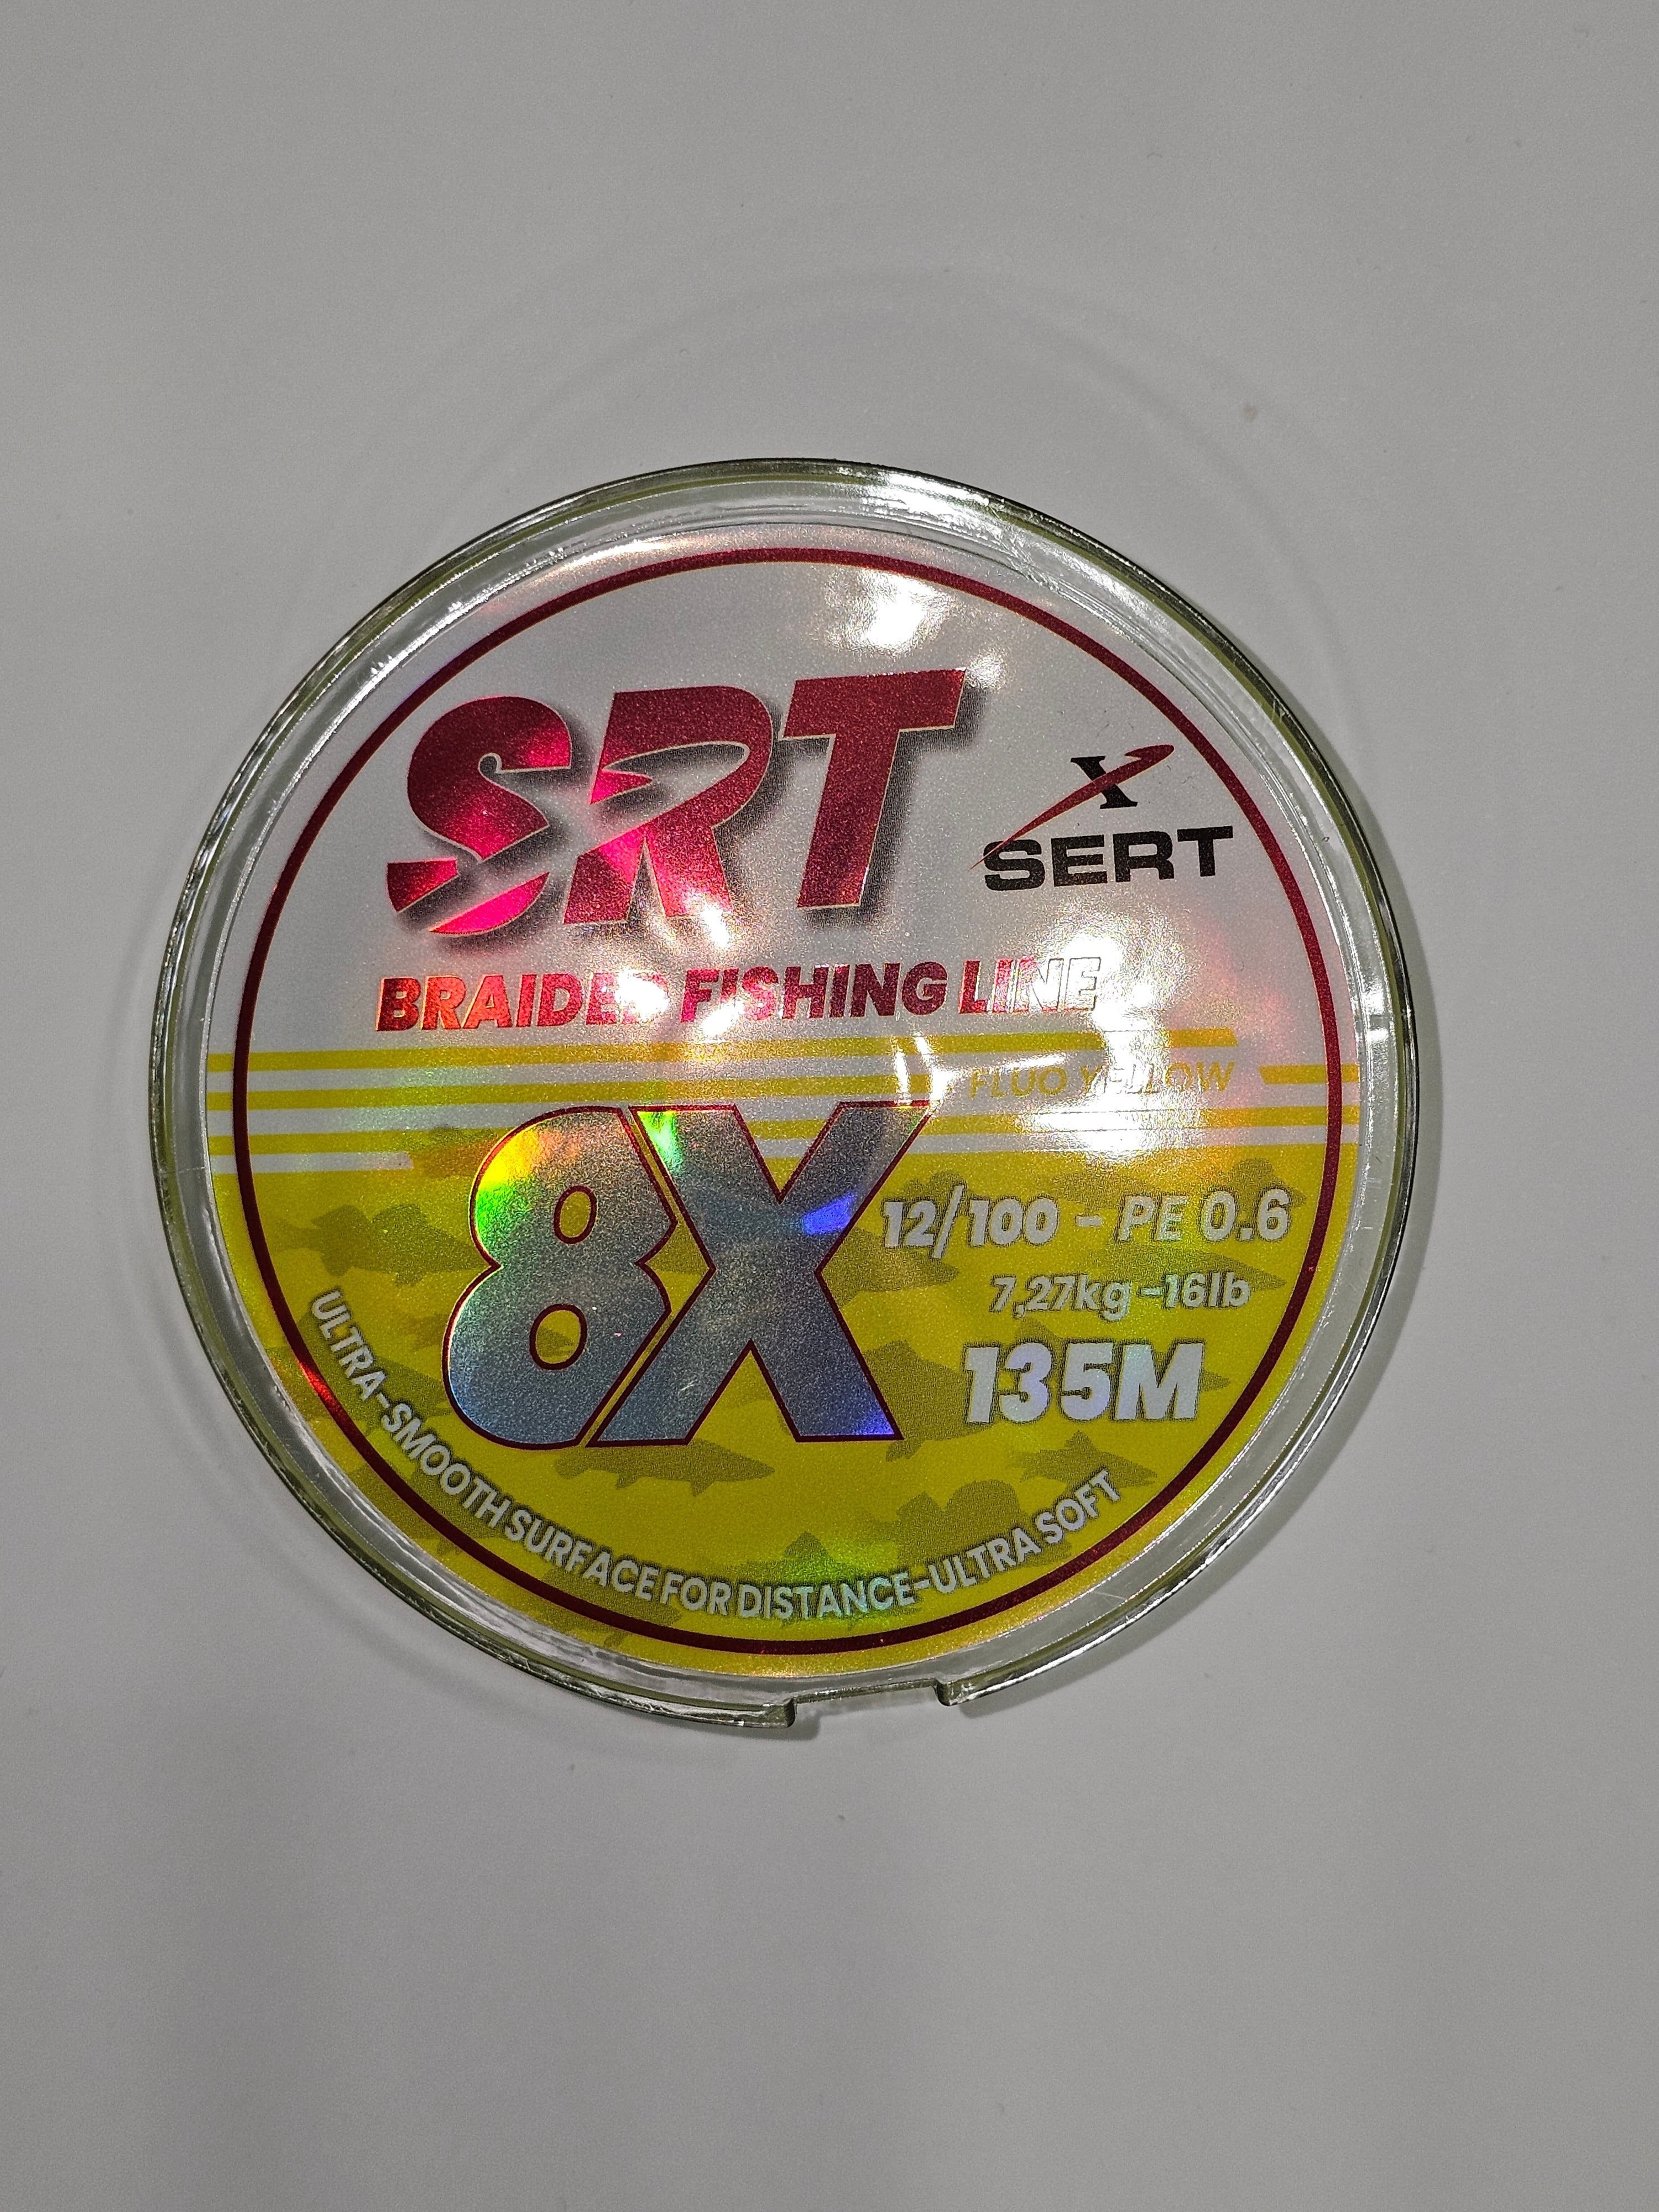 SRT
SERT
BRAIDED FISHING LINE
FLUO YELLOW
8X
12/100 - PE 0.6
7,27kg-16lb
135M
ULTRA-SMOOTH SURFACE FOR DISTANCE-ULTRA SOFT